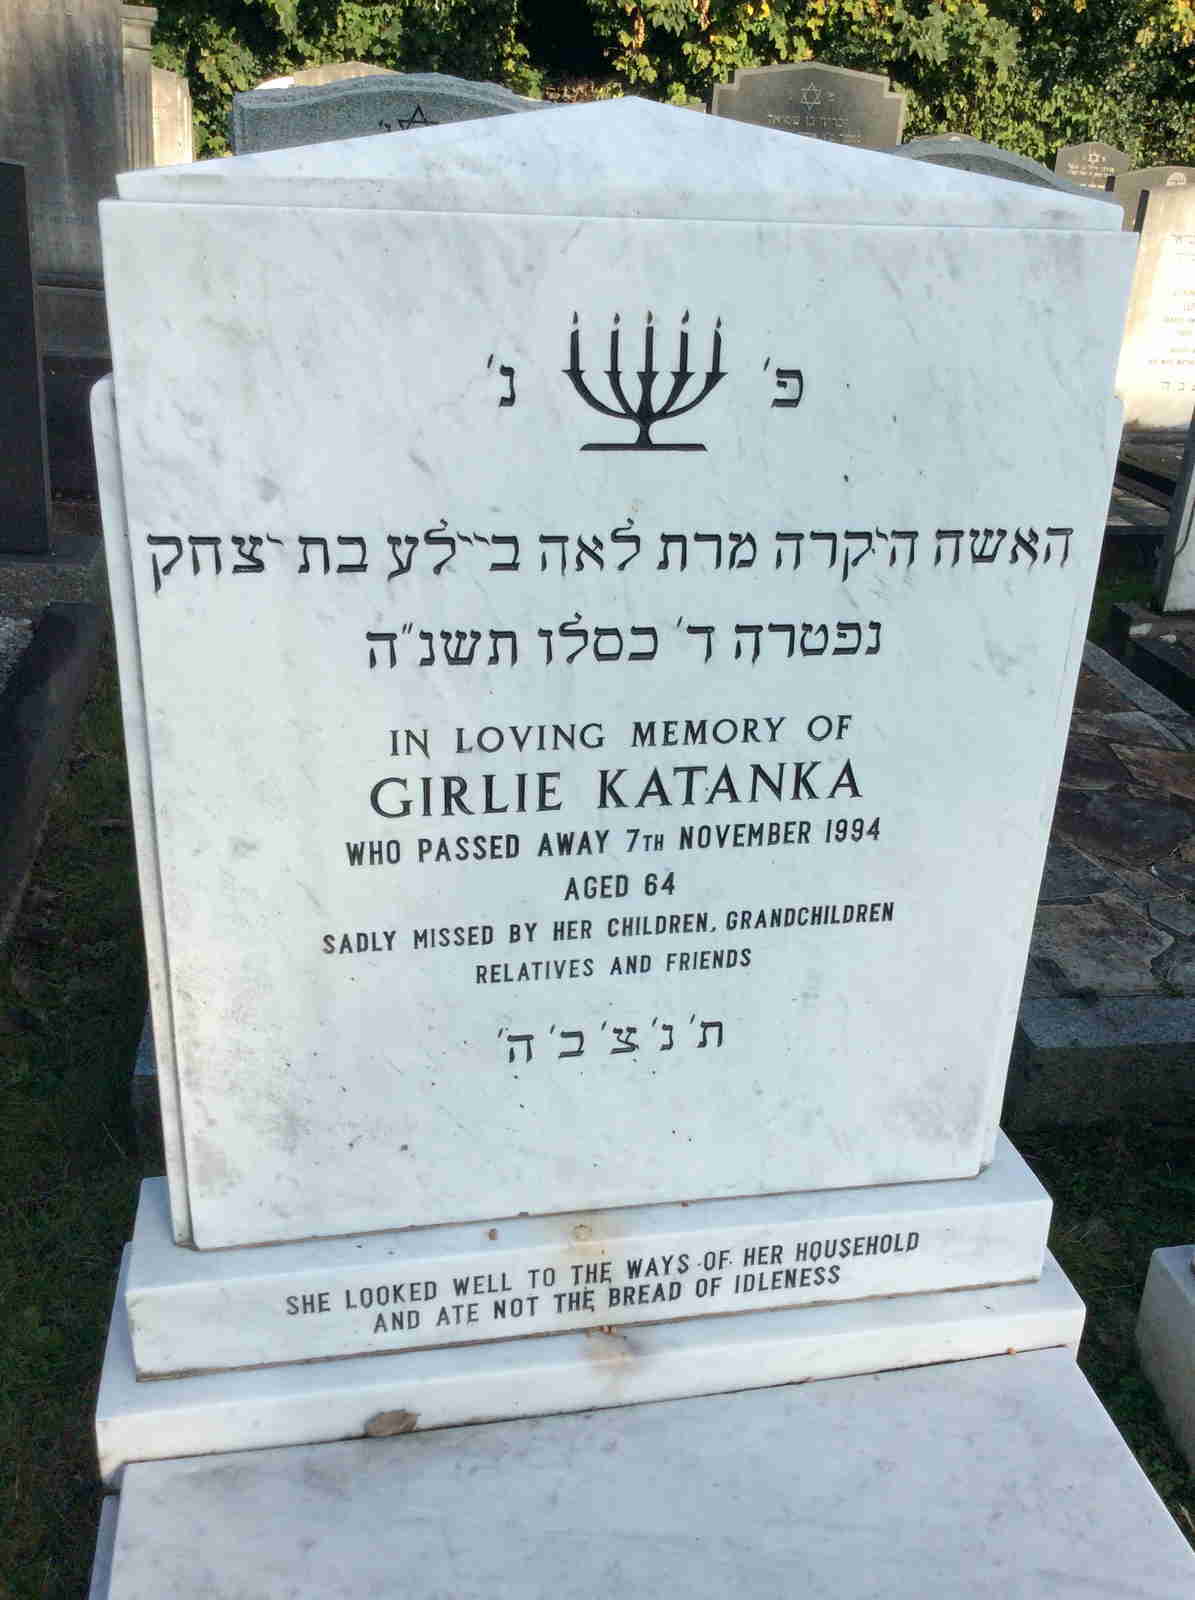 פ' נ'
האשה היקרה מרת לאה ביילע בת יצחק
נפטרה ד' כסלו תשנ"ה
IN LOVING MEMORY OF
GIRLIE KATANKA
WHO PASSED AWAY 7TH NOVEMBER 1994
AGED 64
SADLY MISSED BY HER CHILDREN, GRANDCHILDREN
RELATIVES AND FRIENDS
ת' נ' צ' ב' ה'
SHE LOOKED WELL TO THE WAYS OF HER HOUSEHOLD
AND ATE NOT THE BREAD OF IDLENESS